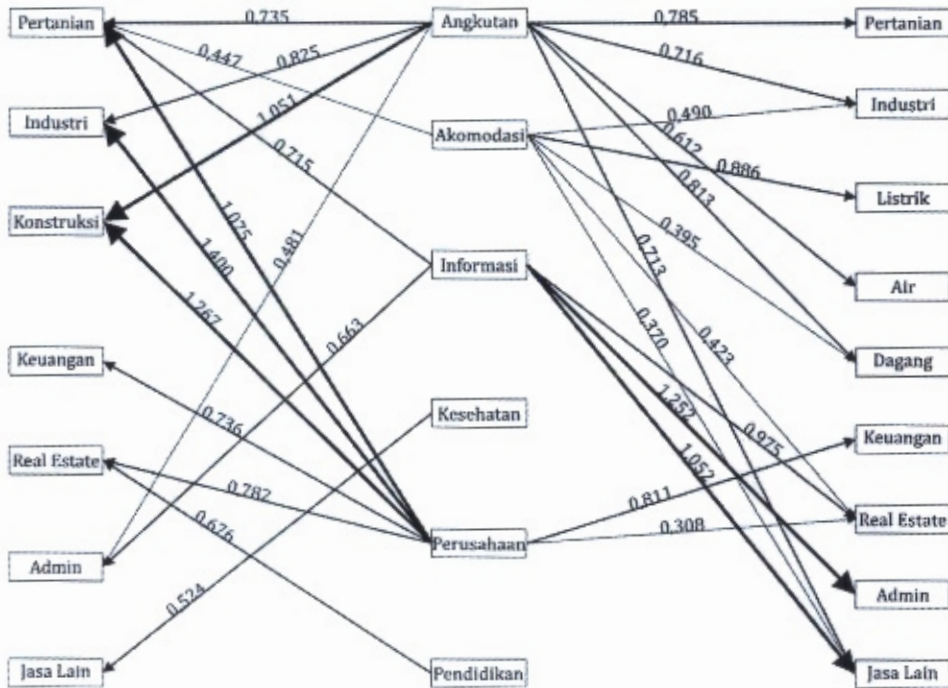 Pertanian
0,735
Angkutan
0,785
Pertanian
0,447
0,825
0,716
Industri
1,051
0,490
Industri
0,715
Akomodasi
0,612
0,886
0,813
Listrik
Konstruksi
1,075
0,481
0,395
1,400
0,713
Informasi
Air
1,267
0,663
0,370
0,423
Keuangan
Dagang
0,736
Kesehatan
1,252
0,975
Keuangan
Real Estate
0,782
1,052
0,811
0,676
0,308
Real Estate
Perusahaan
Admin
0,524
Admin
Jasa Lain
Pendidikan
Jasa Lain